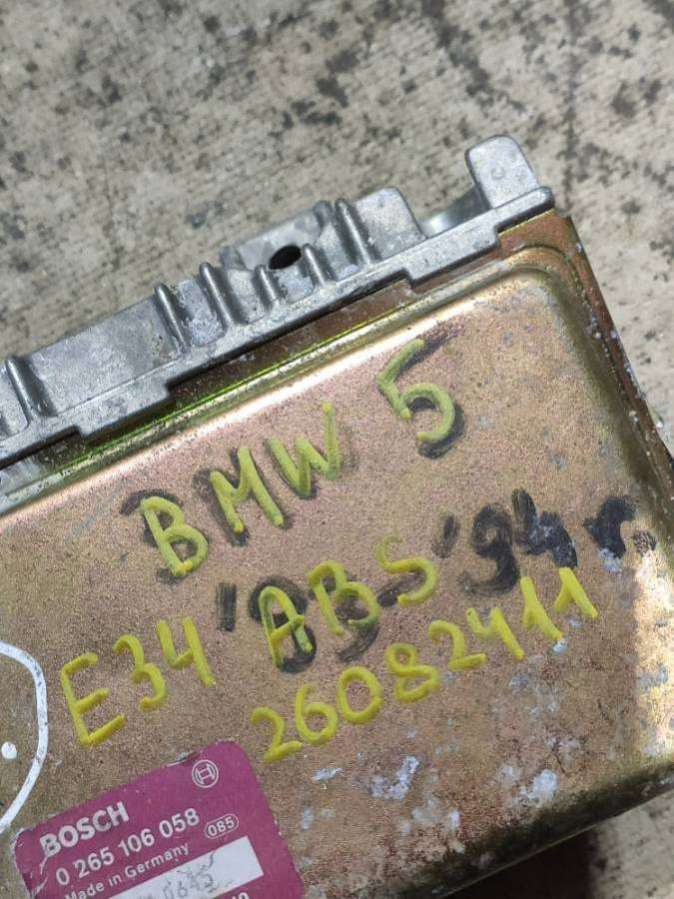 BMW 5
E34 ABS '94 г
26082411
BOSCH
0 265 106 058
085
Made in Germany